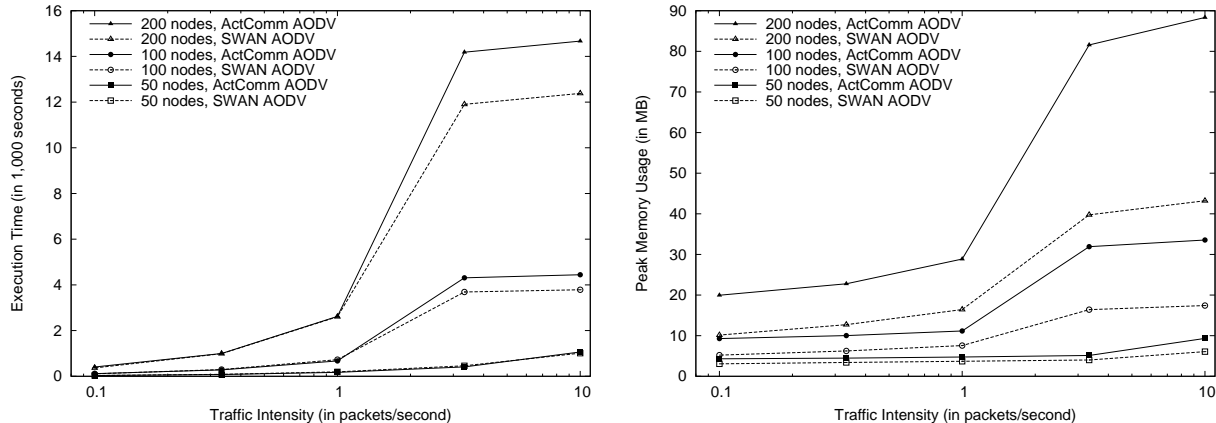 16
14
12
10
8
6
4
2
0
0.1
1
10
Execution Time (in 1,000 seconds)
Traffic Intensity (in packets/second)
200 nodes, ActComm AODV
200 nodes, SWAN AODV
100 nodes, ActComm AODV
100 nodes, SWAN AODV
50 nodes, ActComm AODV
50 nodes, SWAN AODV
90
80
70
60
50
40
30
20
10
0
0.1
1
10
Peak Memory Usage (in MB)
Traffic Intensity (in packets/second)
200 nodes, ActComm AODV
200 nodes, SWAN AODV
100 nodes, ActComm AODV
100 nodes, SWAN AODV
50 nodes, ActComm AODV
50 nodes, SWAN AODV